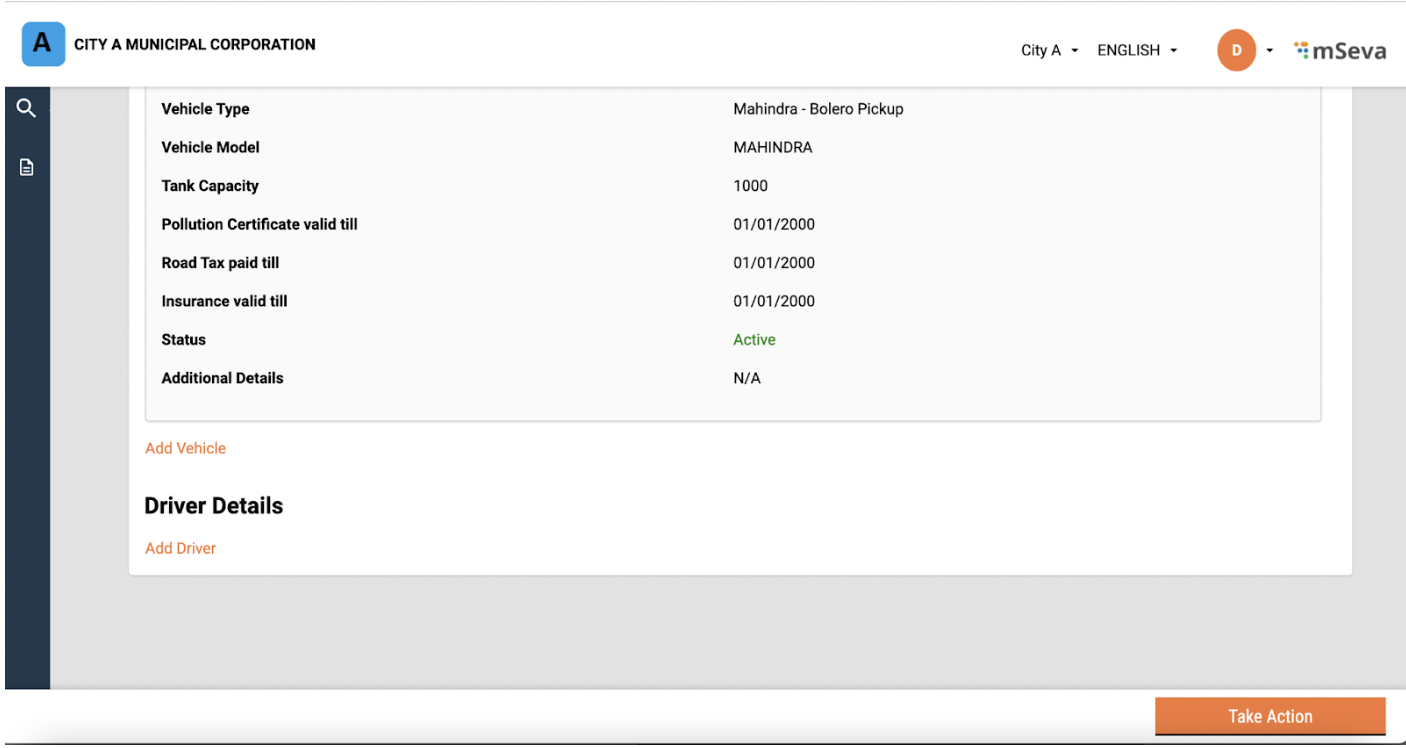 A CITY A MUNICIPAL CORPORATION City A ENGLISH D mSeva
Vehicle Type Mahindra - Bolero Pickup
Vehicle Model MAHINDRA
Tank Capacity 1000
Pollution Certificate valid till 01/01/2000
Road Tax paid till 01/01/2000
Insurance valid till 01/01/2000
Status Active
Additional Details N/A
Add Vehicle
Driver Details
Add Driver
Take Action